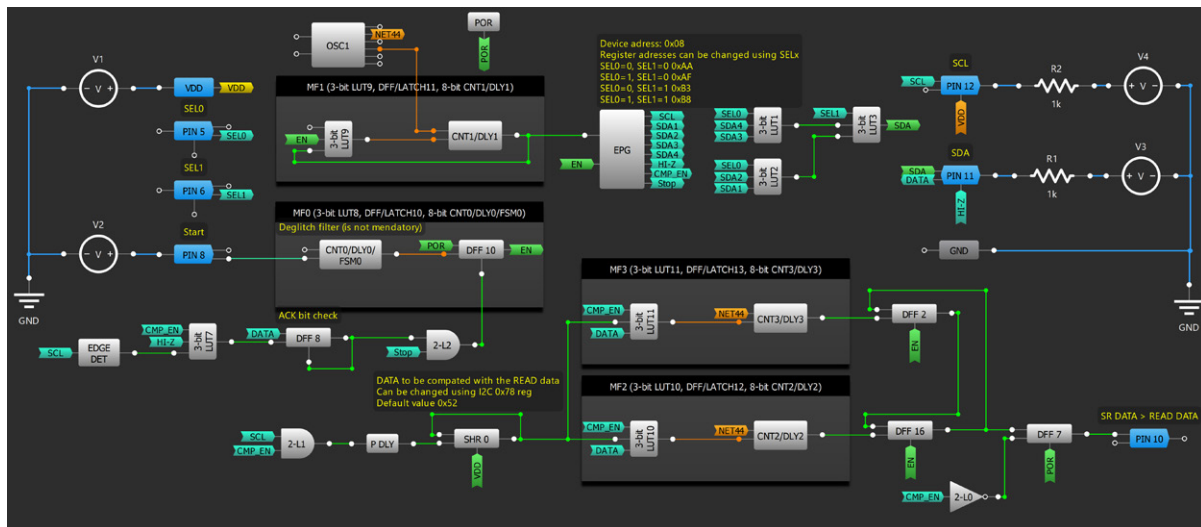 POR
OSC1
NET44
POR
Device adress: 0x08
Register adresses can be changed using SELx
SEL0=0, SEL1=0 0xAA
SEL0=1, SEL1=0 0xAF
SEL0=0, SEL1=1 0xB3
SEL0=1, SEL1=1 0xB8
V1
VDD
VDD
SEL0
PIN 5
SEL0
SEL1
PIN 6
SEL1
V2
Start
PIN 8
GND
MF1 (3-bit LUT9, DFF/LATCH11, 8-bit CNT1/DLY1)
EN
3-bit LUT9
CNT1/DLY1
EPG
EN
SCL
SDA1
SDA2
SDA3
SDA4
HI-Z
CMP_EN
Stop
SEL0
SDA4
SDA3
3-bit LUT1
SEL0
SDA2
SDA1
3-bit LUT2
SEL1
3-bit LUT3
SDA
SCL
SCL
PIN 12
VDD
R2
1k
V4
SDA
SDA
DATA
PIN 11
HI-Z
R1
1k
V3
GND
GND
MF0 (3-bit LUT8, DFF/LATCH10, 8-bit CNT0/DLY0/FSM0)
Deglitch filter (is not mendatory)
CNT0/DLY0/
FSM0
POR
DFF 10
EN
ACK bit check
SCL
EDGE
DET
CMP_EN
HI-Z
3-bit LUT7
DATA
DFF 8
Stop
2-L2
DATA to be compated with the READ data
Can be changed using I2C 0x78 reg
Default value 0x52
SCL
CMP_EN
2-L1
P DLY
SHR 0
VDD
MF3 (3-bit LUT11, DFF/LATCH13, 8-bit CNT3/DLY3)
CMP_EN
DATA
3-bit LUT11
NET44
CNT3/DLY3
DFF 2
EN
MF2 (3-bit LUT10, DFF/LATCH12, 8-bit CNT2/DLY2)
CMP_EN
DATA
3-bit LUT10
NET44
CNT2/DLY2
DFF 16
EN
CMP_EN
2-L0
DFF 7
POR
SR DATA > READ DATA
PIN 10